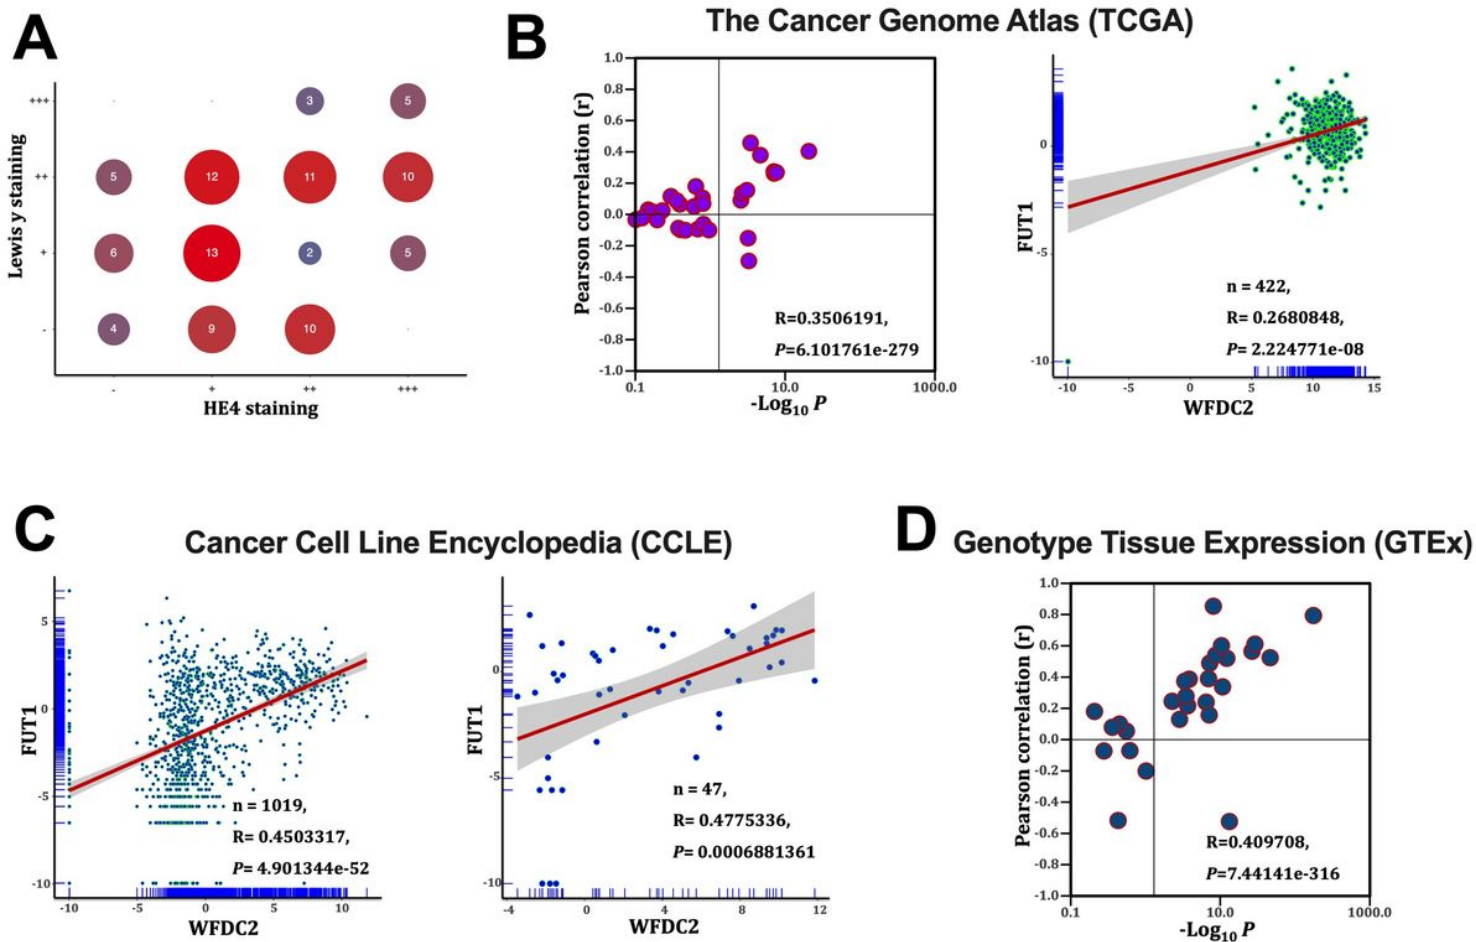 A
+++
++
+
-
Lewis y staining
3
5
5
12
11
10
6
13
2
5
4
9
10
-
+
++
+++
HE4 staining
B
The Cancer Genome Atlas (TCGA)
1.0
0.8
0.6
0.4
0.2
0.0
-0.2
-0.4
-0.6
-0.8
-1.0
Pearson correlation (r)
R=0.3506191,
P=6.101761e-279
0.1
10.0
1000.0
-Log10 P
0
-5
-10
FUT1
n = 422,
R= 0.2680848,
P= 2.224771e-08
-10
-5
0
5
10
15
WFDC2
C
Cancer Cell Line Encyclopedia (CCLE)
5
0
-5
-10
FUT1
n = 1019,
R= 0.4503317,
P= 4.901344e-52
-10
-5
0
5
10
WFDC2
0
-5
-10
FUT1
n = 47,
R= 0.4775336,
P= 0.0006881361
-4
0
4
8
12
WFDC2
D
Genotype Tissue Expression (GTEx)
1.0
0.8
0.6
0.4
0.2
0.0
-0.2
-0.4
-0.6
-0.8
-1.0
Pearson correlation (r)
R=0.409708,
P=7.44141e-316
0.1
10.0
1000.0
-Log10 P